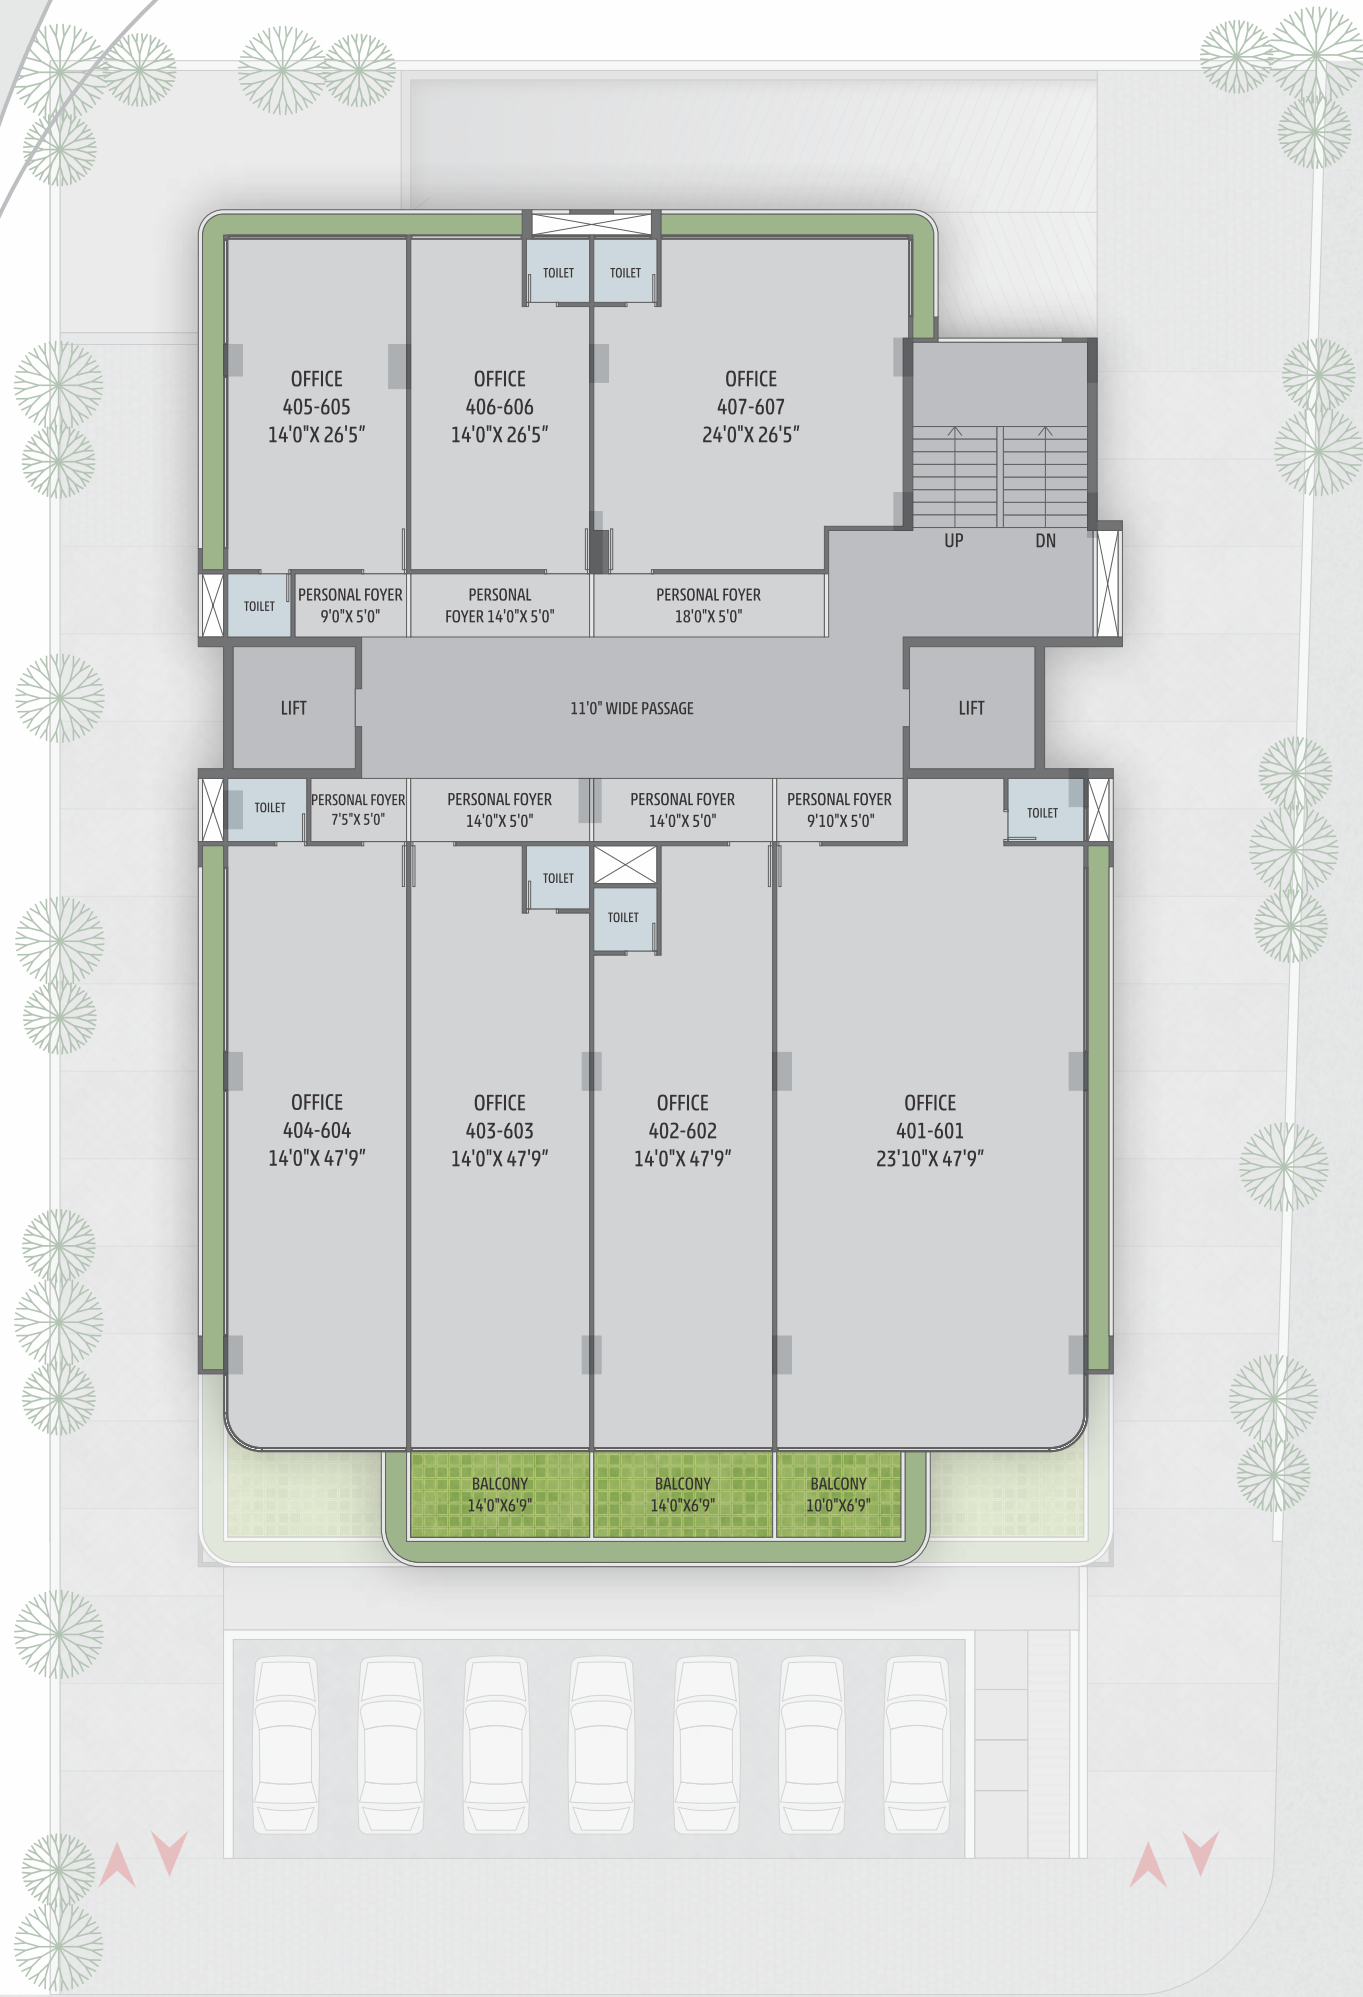 TOILET
TOILET
OFFICE
405-605
14'0"X 26'5"
OFFICE
406-606
14'0"X 26'5"
OFFICE
407-607
24'0"X 26'5"
UP
DN
TOILET
PERSONAL FOYER
9'0"X 5'0"
PERSONAL
FOYER 14'0"X 5'0"
PERSONAL FOYER
18'0"X 5'0"
LIFT
11'0" WIDE PASSAGE
LIFT
TOILET
PERSONAL FOYER
7'5"X 5'0"
PERSONAL FOYER
14'0"X 5'0"
PERSONAL FOYER
14'0"X 5'0"
PERSONAL FOYER
9'10"X 5'0"
TOILET
TOILET
TOILET
OFFICE
404-604
14'0"X 47'9"
OFFICE
403-603
14'0"X 47'9"
OFFICE
402-602
14'0"X 47'9"
OFFICE
401-601
23'10"X 47'9"
BALCONY
14'0"X6'9"
BALCONY
14'0"X6'9"
BALCONY
10'0"X6'9"